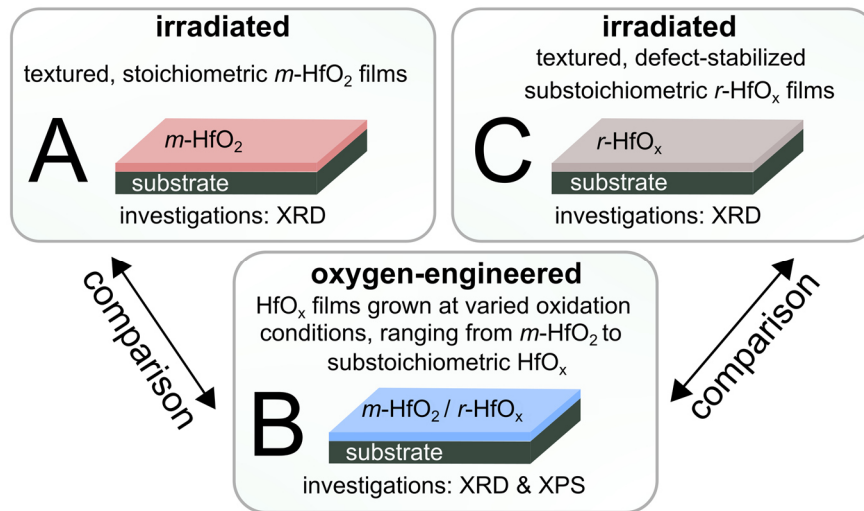 irradiated
textured, stoichiometric m-HfO₂ films
A
m-HfO₂
substrate
investigations: XRD
irradiated
textured, defect-stabilized
substoichiometric r-HfOₓ films
C
r-HfOₓ
substrate
investigations: XRD
comparison
comparison
oxygen-engineered
HfOₓ films grown at varied oxidation
conditions, ranging from m-HfO₂ to
substoichiometric HfOₓ
B
m-HfO₂ / r-HfOₓ
substrate
investigations: XRD & XPS